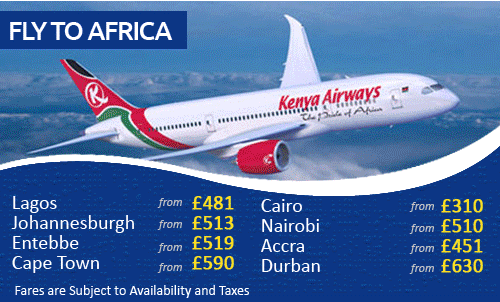 FLY TO AFRICA
Kenya Airways
The Pride of Africa
Lagos from £481
Johannesburgh from £513
Entebbe from £519
Cape Town from £590
Cairo from £310
Nairobi from £510
Accra from £451
Durban from £630
Fares are Subject to Availability and Taxes